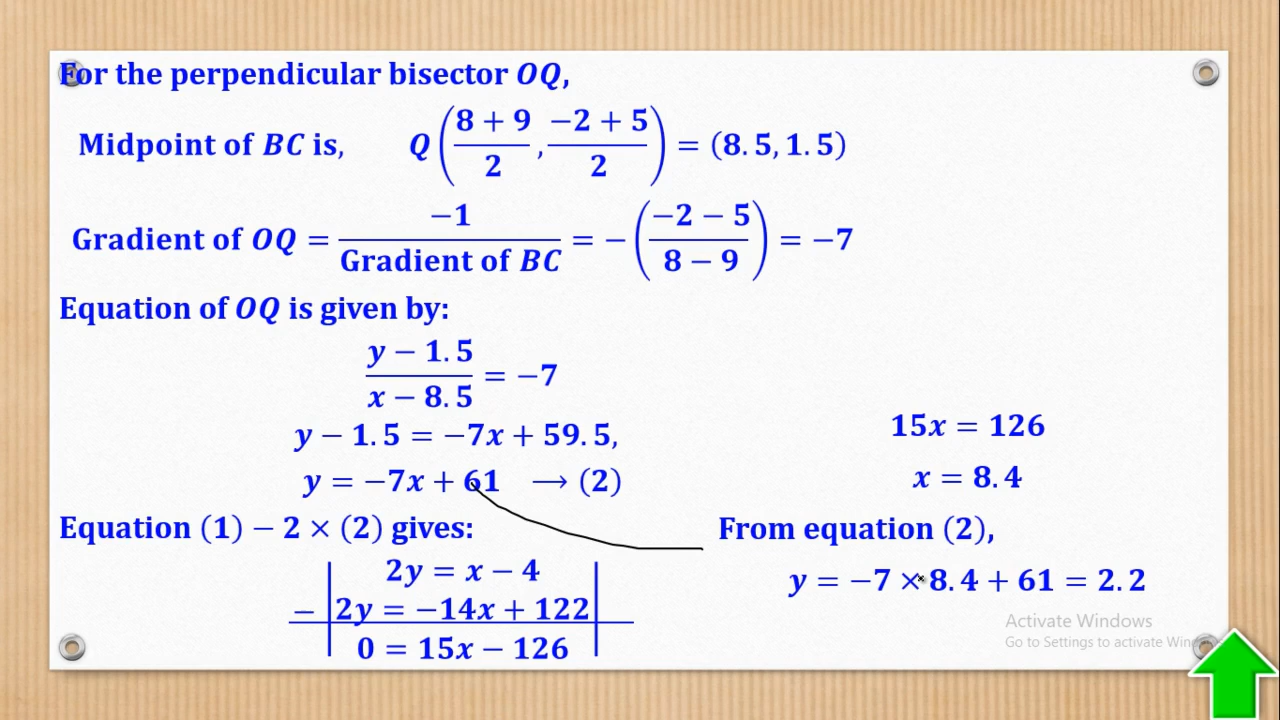 For the perpendicular bisector OQ,
Midpoint of BC is, Q((8 + 9)/2, (−2 + 5)/2) = (8.5, 1.5)
Gradient of OQ = −1/(Gradient of BC) = −((−2 − 5)/(8 − 9)) = −7
Equation of OQ is given by:
(y − 1.5)/(x − 8.5) = −7
y − 1.5 = −7x + 59.5,
y = −7x + 61 → (2)
Equation (1) − 2 × (2) gives:
2y = x − 4
− 2y = −14x + 122
0 = 15x − 126
15x = 126
x = 8.4
From equation (2),
y = −7 × 8.4 + 61 = 2.2
Activate Windows
Go to Settings to activate